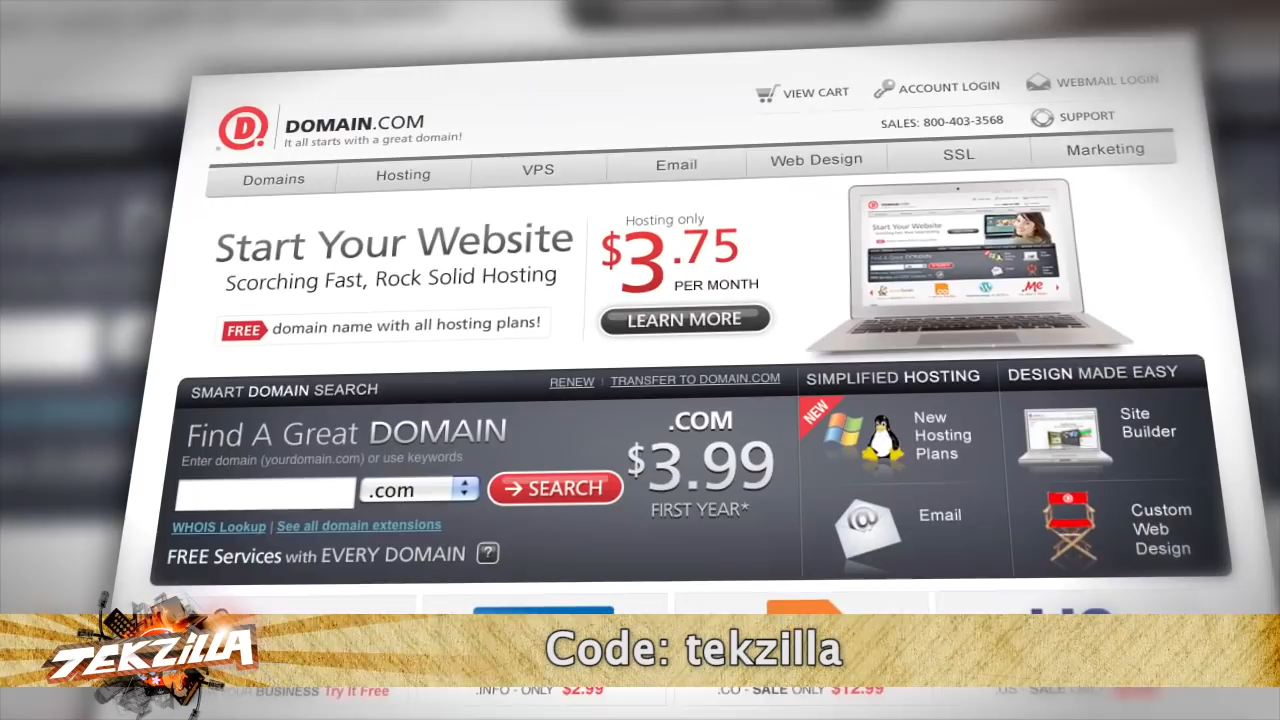 VIEW CART
ACCOUNT LOGIN
WEBMAIL LOGIN
DOMAIN.COM
It all starts with a great domain!
SALES: 800-403-3568
SUPPORT
Domains Hosting VPS Email Web Design SSL Marketing
Start Your Website
Scorching Fast, Rock Solid Hosting
FREE domain name with all hosting plans!
Hosting only
$3.75
PER MONTH
LEARN MORE
SMART DOMAIN SEARCH
RENEW | TRANSFER TO DOMAIN.COM
Find A Great DOMAIN
Enter domain (yourdomain.com) or use keywords
.com
SEARCH
WHOIS Lookup | See all domain extensions
FREE Services with EVERY DOMAIN ?
.COM
$3.99
FIRST YEAR*
SIMPLIFIED HOSTING
NEW
New
Hosting
Plans
Email
DESIGN MADE EASY
Site
Builder
Custom
Web
Design
TEKZILLA
Code: tekzilla
YOUR BUSINESS Try It Free
.INFO - ONLY $2.99
.CO - SALE ONLY $12.99